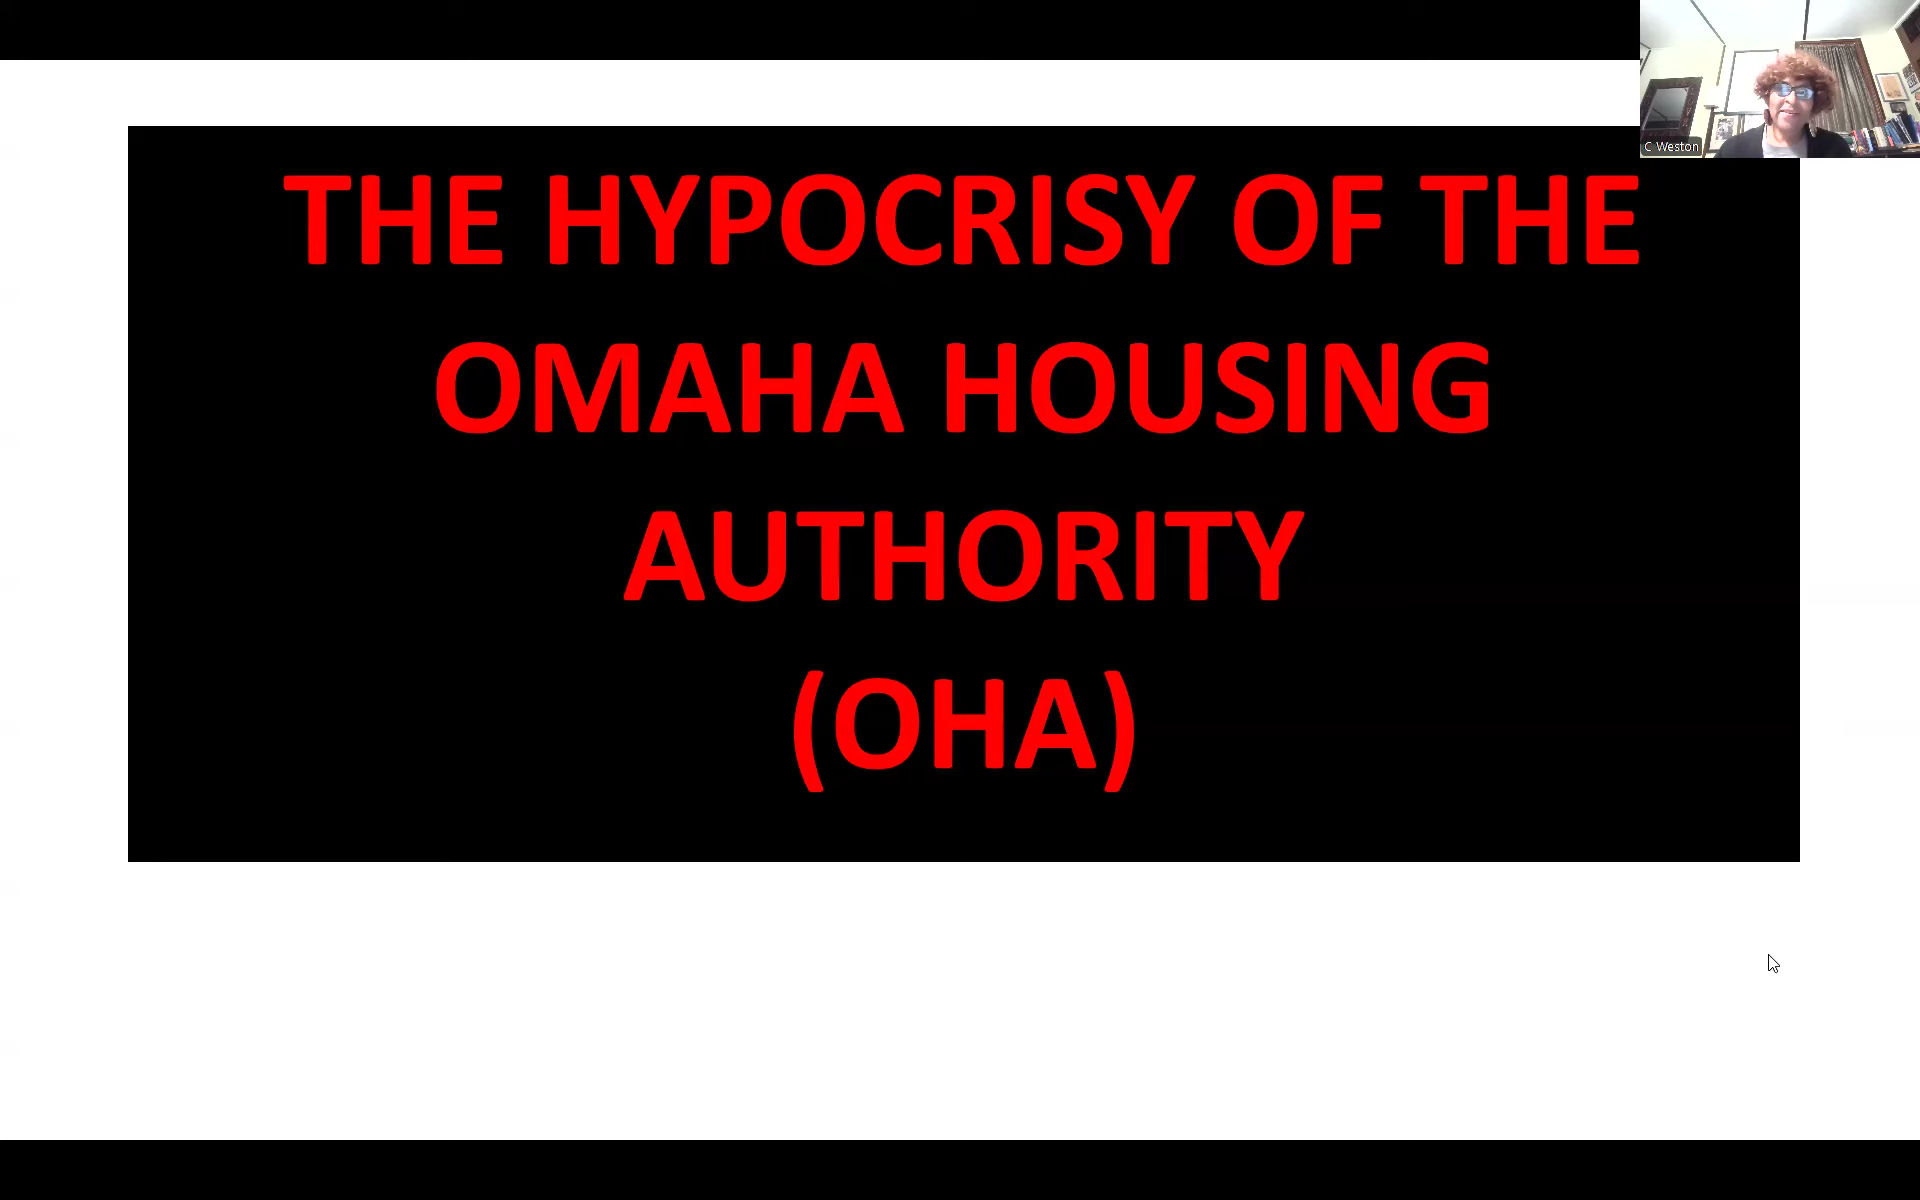 THE HYPOCRISY OF THE
OMAHA HOUSING
AUTHORITY
(OHA)
C Weston